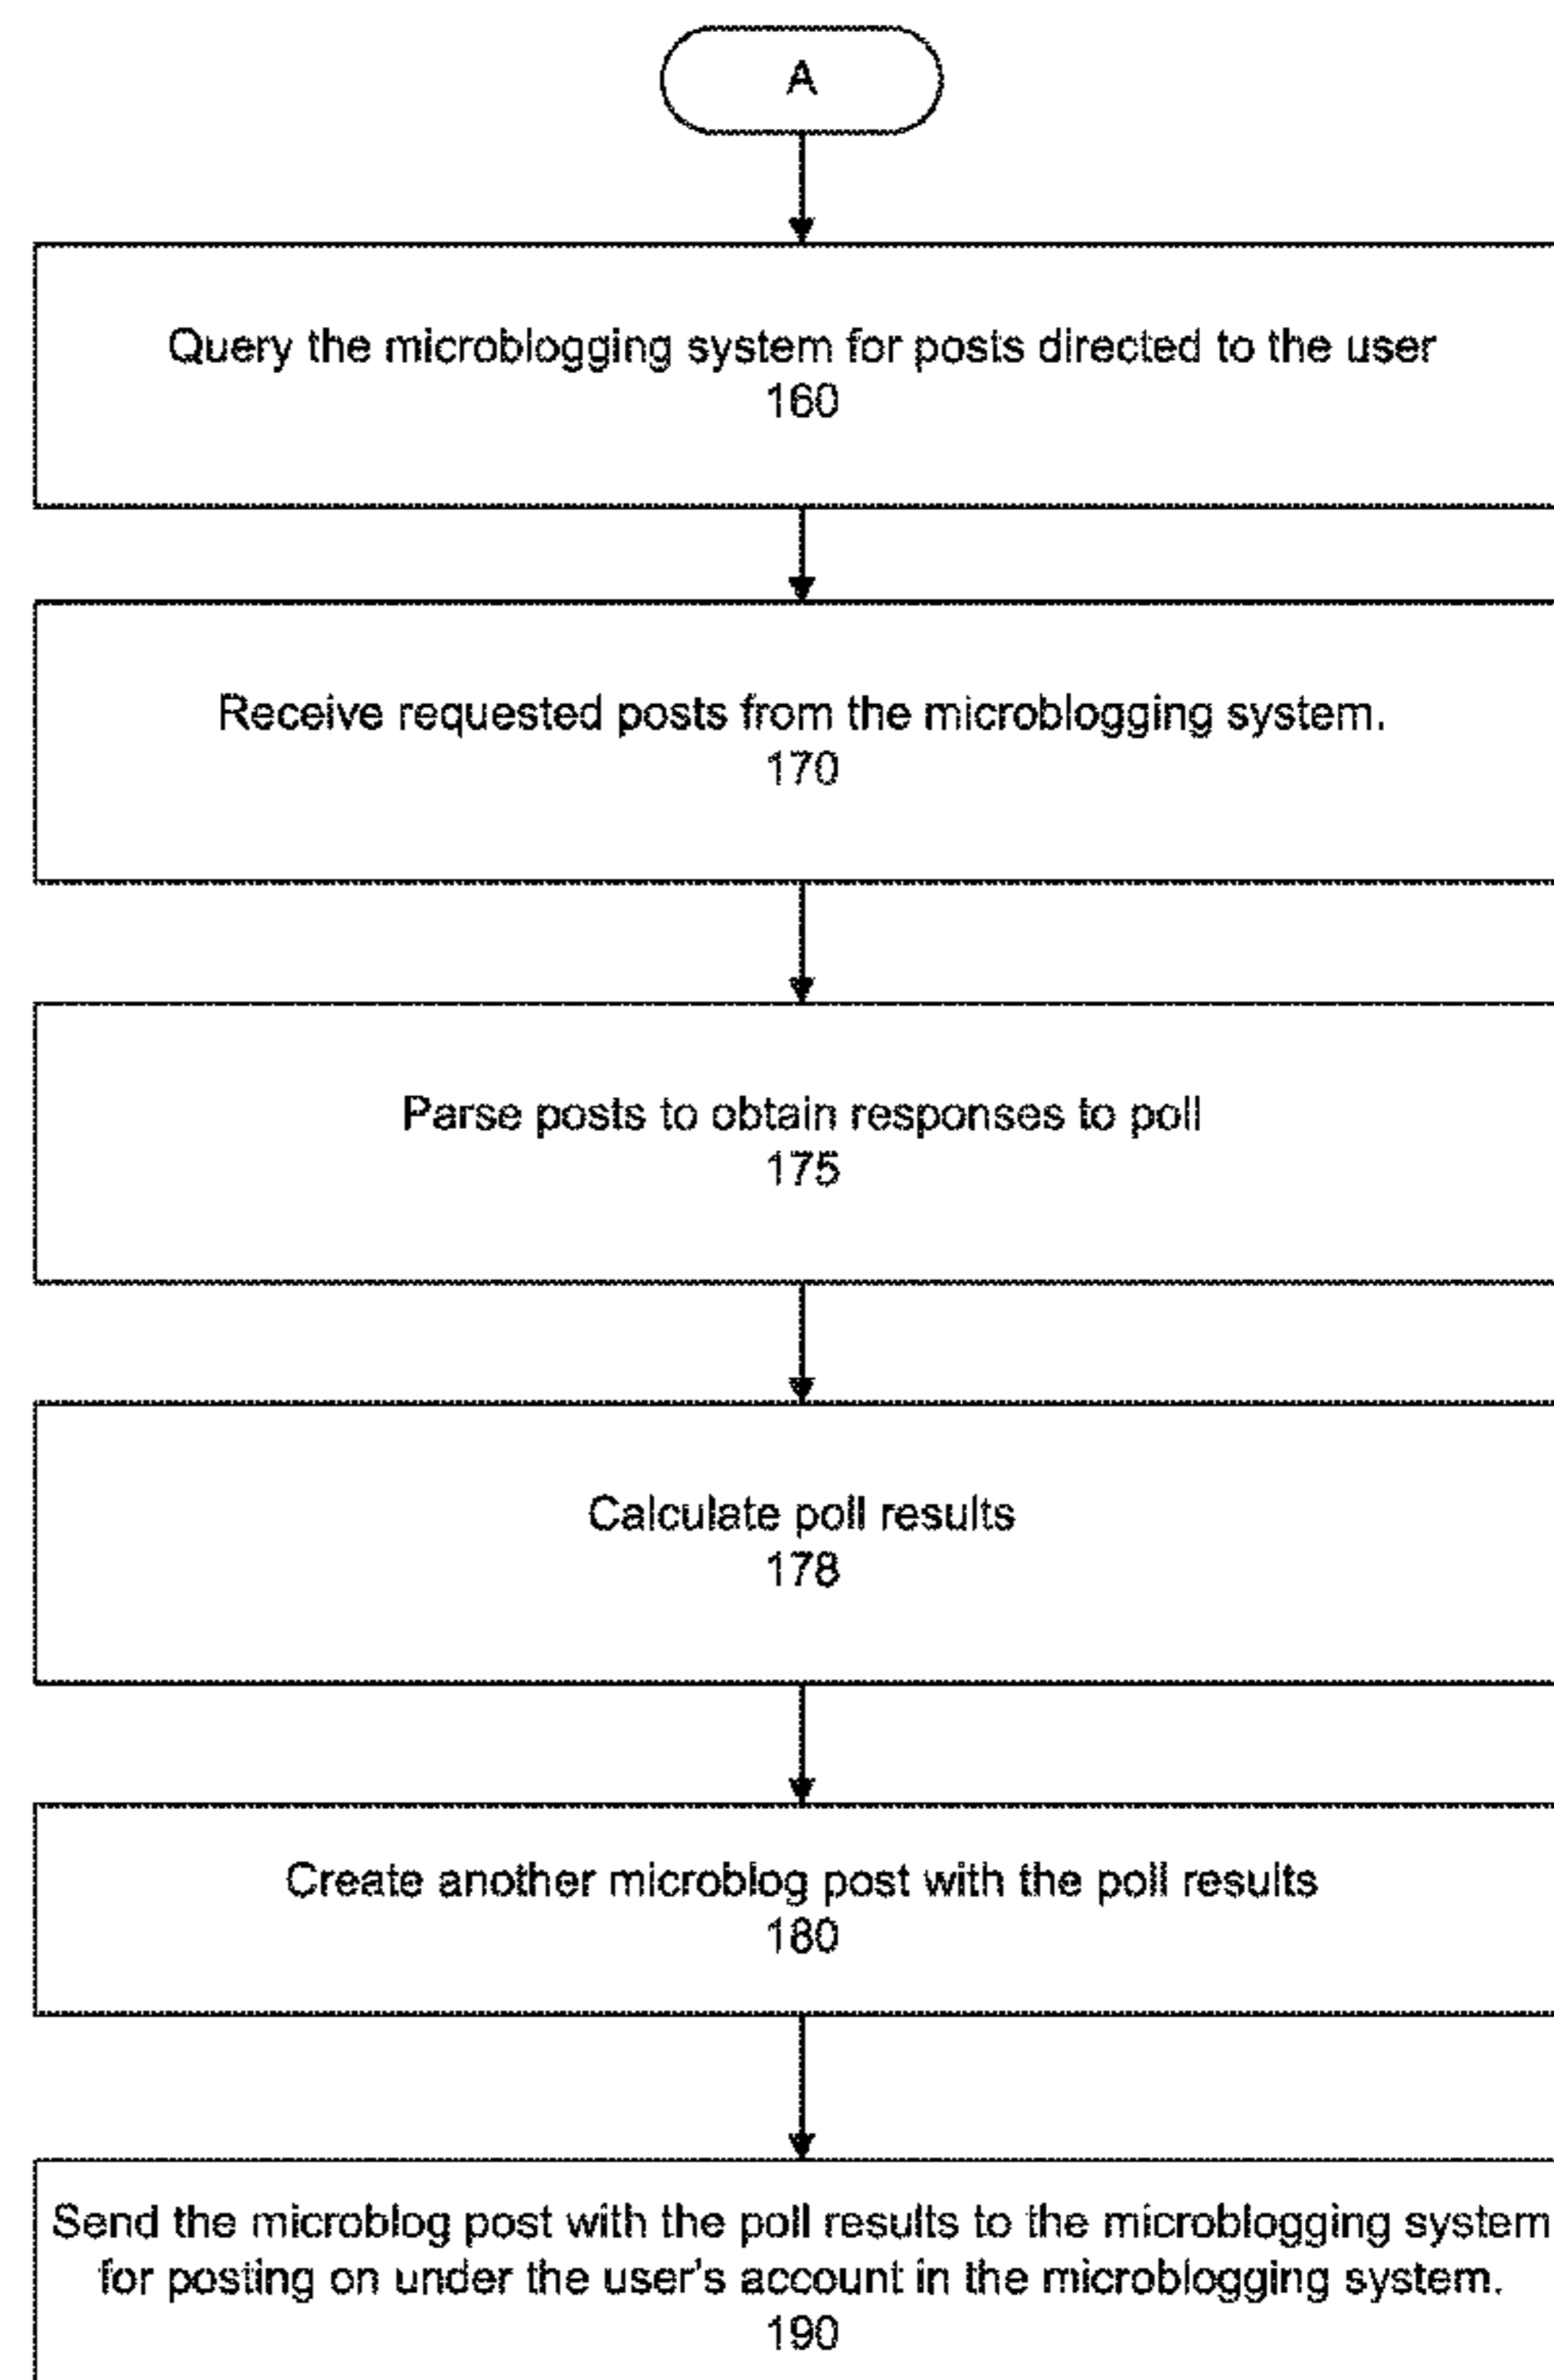 A
Query the microblogging system for posts directed to the user
160
Receive requested posts from the microblogging system.
170
Parse posts to obtain responses to poll
175
Calculate poll results
178
Create another microblog post with the poll results
180
Send the microblog post with the poll results to the microblogging system
for posting on under the user's account in the microblogging system.
190